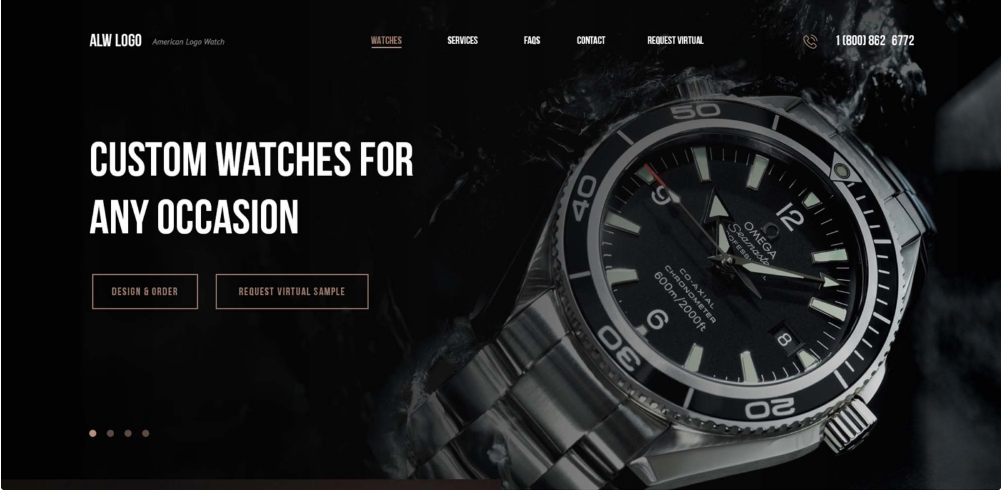 ALW LOGO American Logo Watch
WATCHES SERVICES FAQS CONTACT REQUEST VIRTUAL
1 (800) 862 6772
CUSTOM WATCHES FOR
ANY OCCASION
DESIGN & ORDER
REQUEST VIRTUAL SAMPLE
50
40
30
20
12
9
6
OMEGA
Seamaster
CO-AXIAL
CHRONOMETER
600m/2000ft
8